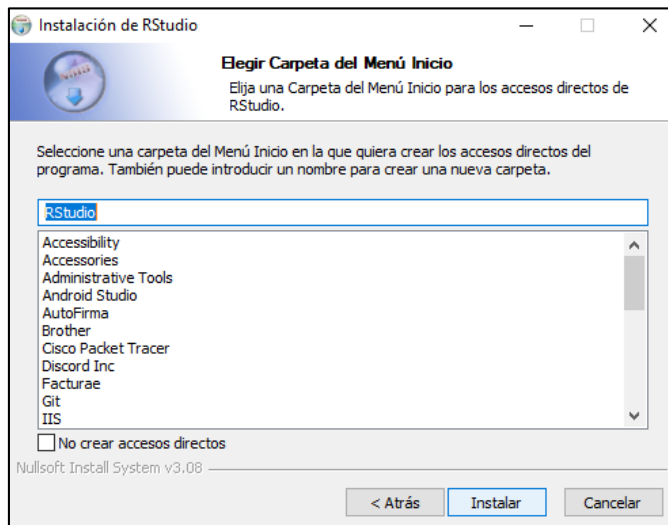 Instalación de RStudio
Elegir Carpeta del Menú Inicio
Elija una Carpeta del Menú Inicio para los accesos directos de
RStudio.
Seleccione una carpeta del Menú Inicio en la que quiera crear los accesos directos del
programa. También puede introducir un nombre para crear una nueva carpeta.
RStudio
Accessibility
Accessories
Administrative Tools
Android Studio
AutoFirma
Brother
Cisco Packet Tracer
Discord Inc
Facturae
Git
IIS
No crear accesos directos
Nullsoft Install System v3.08
< Atrás
Instalar
Cancelar